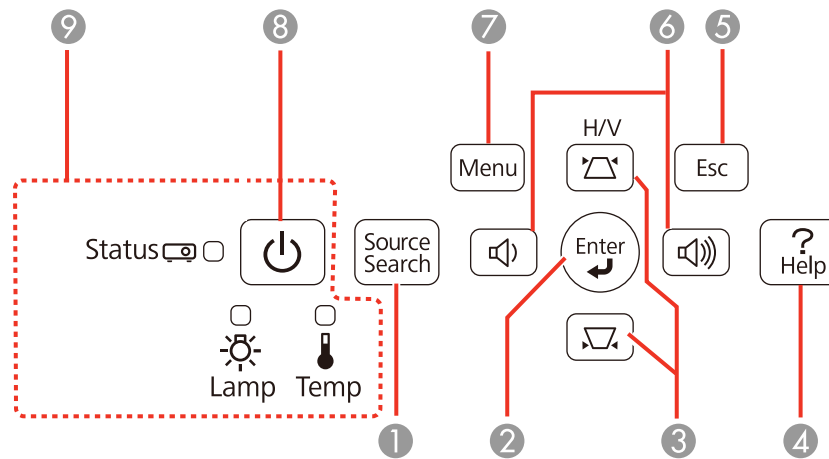 9 8 7 6 5
H/V
Menu
Esc
Status
Source
Search
Enter
?
Help
Lamp Temp
1 2 3 4